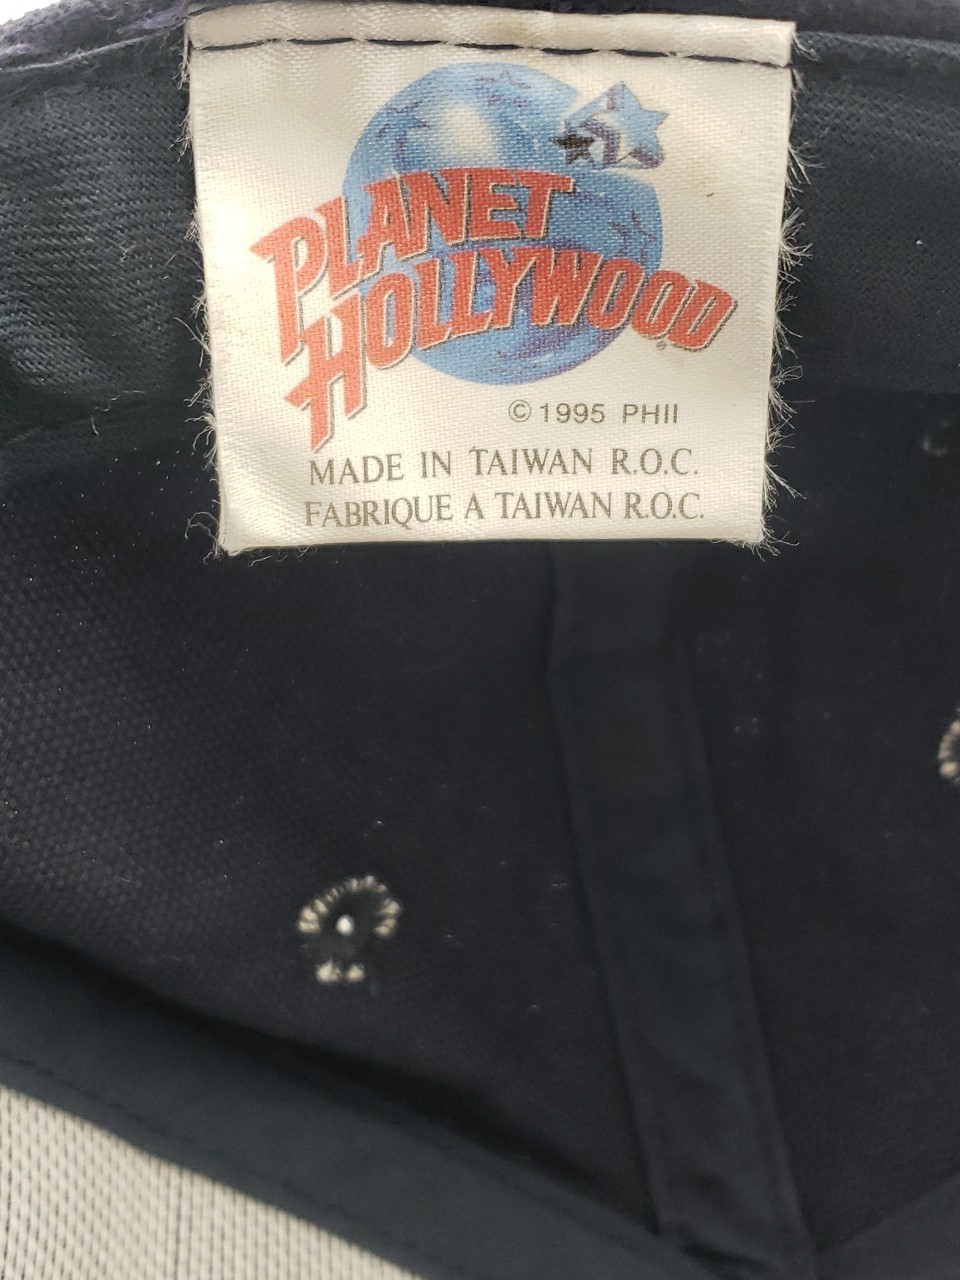 PLANET
HOLLYWOOD®
© 1995 PHII
MADE IN TAIWAN R.O.C.
FABRIQUE A TAIWAN R.O.C.